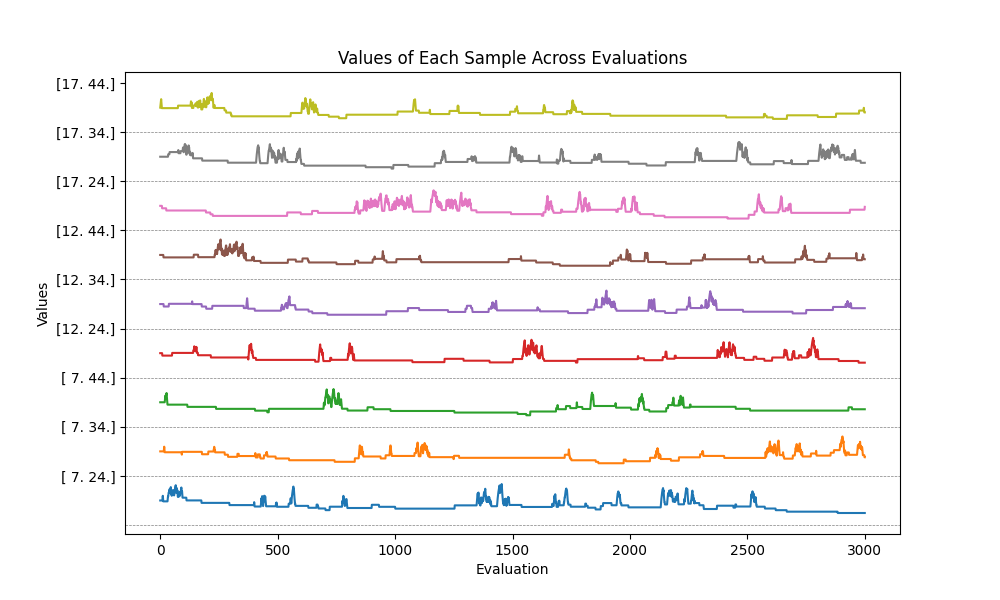 Values of Each Sample Across Evaluations
[17. 44.]
[17. 34.]
[17. 24.]
[12. 44.]
[12. 34.]
[12. 24.]
[ 7. 44.]
[ 7. 34.]
[ 7. 24.]
Values
0 500 1000 1500 2000 2500 3000
Evaluation